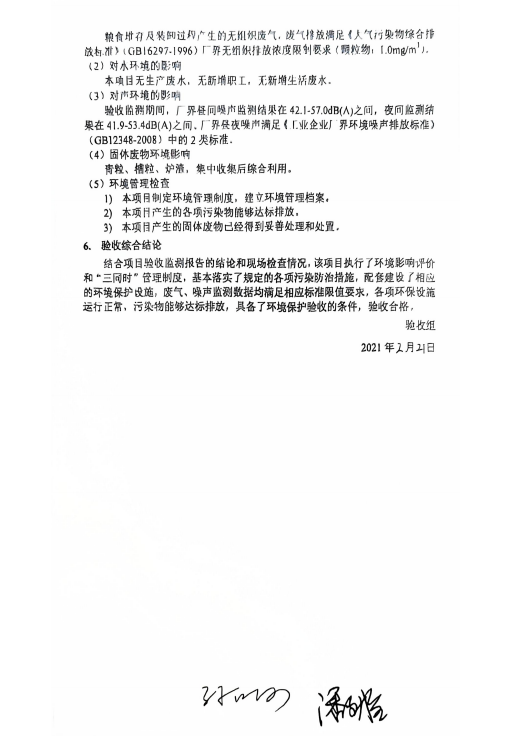 粮食堆存及装卸过程产生的无组织废气，废气排放满足《大气污染物综合排
放标准》（GB16297-1996）厂界无组织排放浓度限制要求（颗粒物：1.0mg/m³）.
（2）对水环境的影响
本项目无生产废水，无新增职工，无新增生活废水。
（3）对声环境的影响
验收监测期间，厂界昼间噪声监测结果在 42.1-57.0dB(A)之间，夜间监测结
果在 41.9-53.4dB(A)之间。厂界昼夜噪声满足《工业企业厂界环境噪声排放标准》
（GB12348-2008）中的 2 类标准.
（4）固体废物环境影响
青粒、糟粒、炉渣，集中收集后综合利用。
（5）环境管理检查
1） 本项目制定环境管理制度，建立环境管理档案。
2） 本项目产生的各项污染物能够达标排放。
3） 本项目产生的固体废物已经得到妥善处理和处置。
6. 验收综合结论
结合项目验收监测报告的结论和现场检查情况，该项目执行了环境影响评价
和“三同时”管理制度，基本落实了规定的各项污染防治措施，配套建设了相应
的环境保护设施，废气、噪声监测数据均满足相应标准限值要求，各项环保设施
运行正常，污染物能够达标排放，具备了环境保护验收的条件，验收合格。
验收组
2021 年2月21日